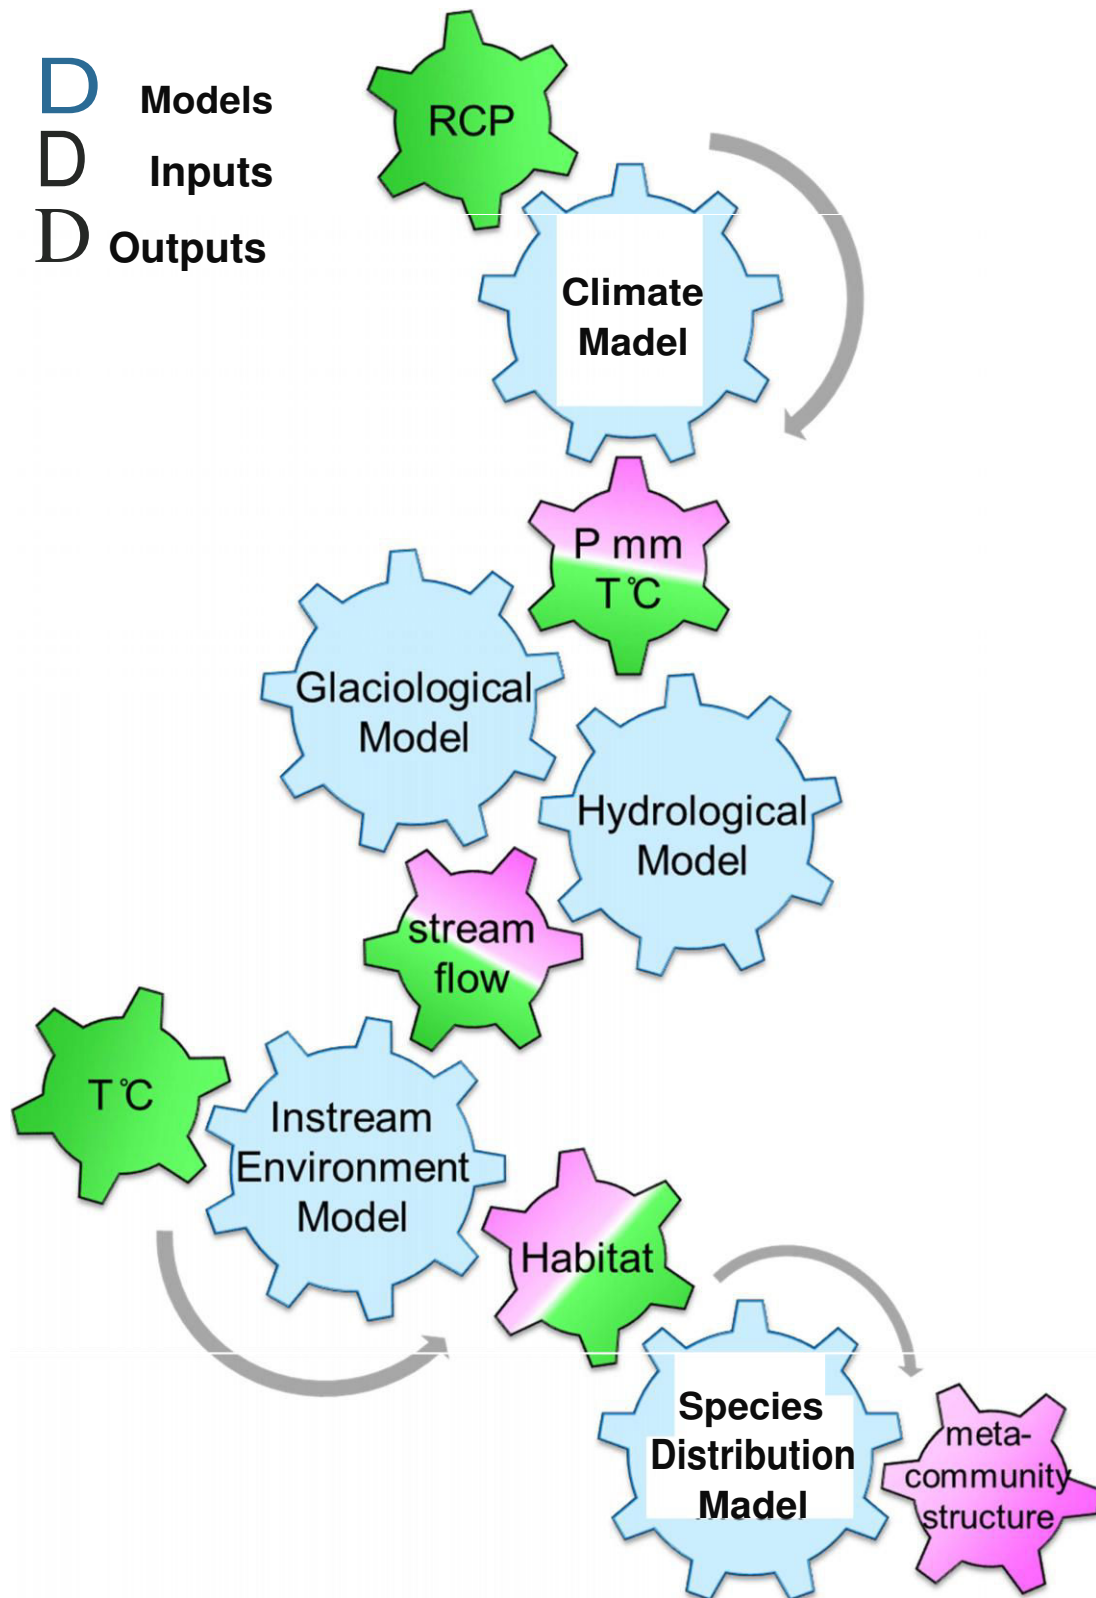 D Models
D Inputs
D Outputs
RCP
Climate
Madel
P mm
T °C
Glaciological
Model
Hydrological
Model
stream
flow
T °C
Instream
Environment
Model
Habitat
Species
Distribution
Madel
meta-
community
structure